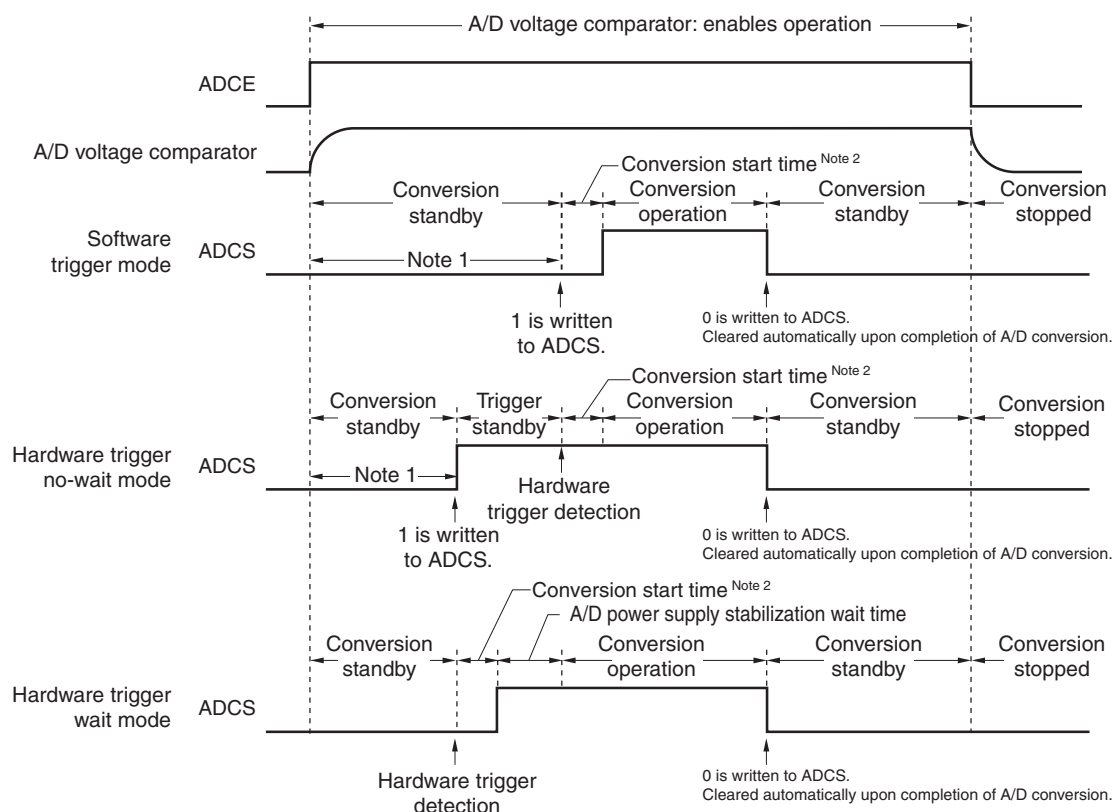 A/D voltage comparator: enables operation
ADCE
A/D voltage comparator
Conversion start time Note 2
Conversion
standby
Conversion
operation
Conversion
standby
Conversion
stopped
Software
trigger mode
ADCS
Note 1
1 is written
to ADCS.
0 is written to ADCS.
Cleared automatically upon completion of A/D conversion.
Conversion start time Note 2
Conversion
standby
Trigger
standby
Conversion
operation
Conversion
standby
Conversion
stopped
Hardware trigger
no-wait mode
ADCS
Note 1
Hardware
trigger detection
1 is written
to ADCS.
0 is written to ADCS.
Cleared automatically upon completion of A/D conversion.
Conversion start time Note 2
A/D power supply stabilization wait time
Conversion
standby
Conversion
operation
Conversion
standby
Conversion
stopped
Hardware trigger
wait mode
ADCS
Hardware trigger
detection
0 is written to ADCS.
Cleared automatically upon completion of A/D conversion.